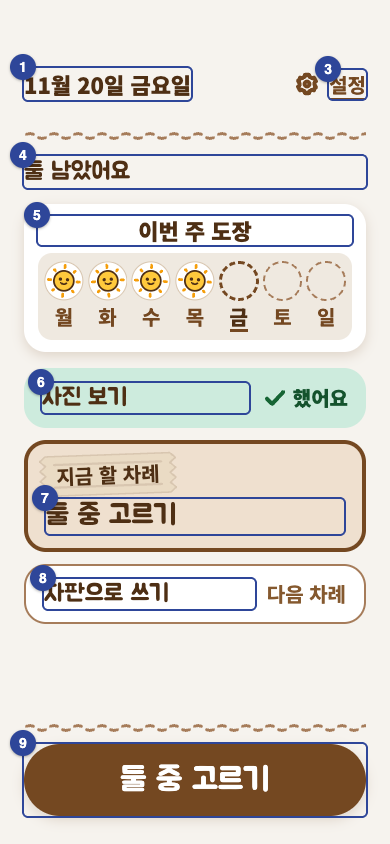 11월 20일 금요일
설정
둘 남았어요
이번 주 도장
월 화 수 목 금 토 일
사진 보기
했어요
지금 할 차례
둘 중 고르기
자판으로 쓰기
다음 차례
둘 중 고르기
1
3
4
5
6
7
8
9